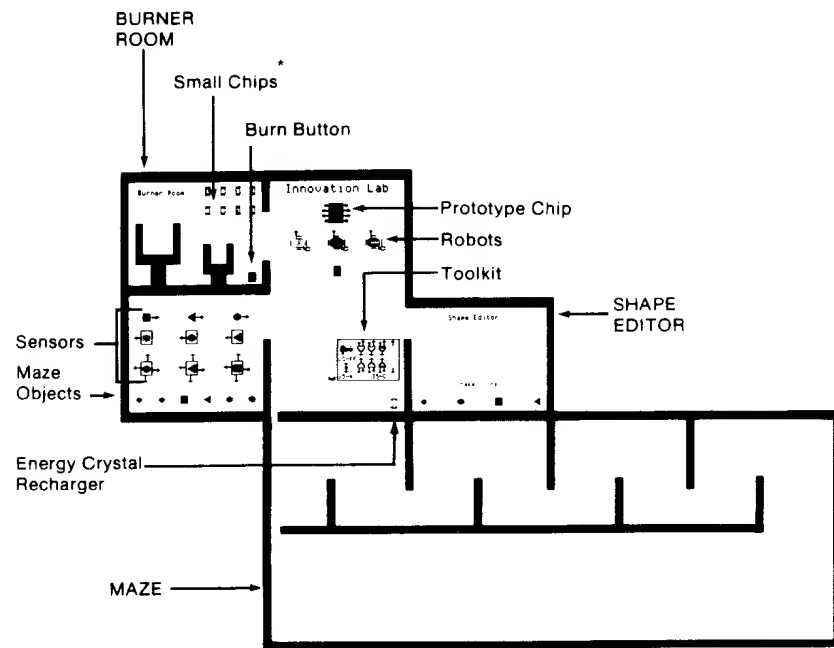 BURNER
ROOM
Small Chips*
Burn Button
Burner Room
Innovation Lab
Prototype Chip
Robots
Toolkit
SHAPE
EDITOR
Shape Editor
Sensors
Maze
Objects
Energy Crystal
Recharger
MAZE